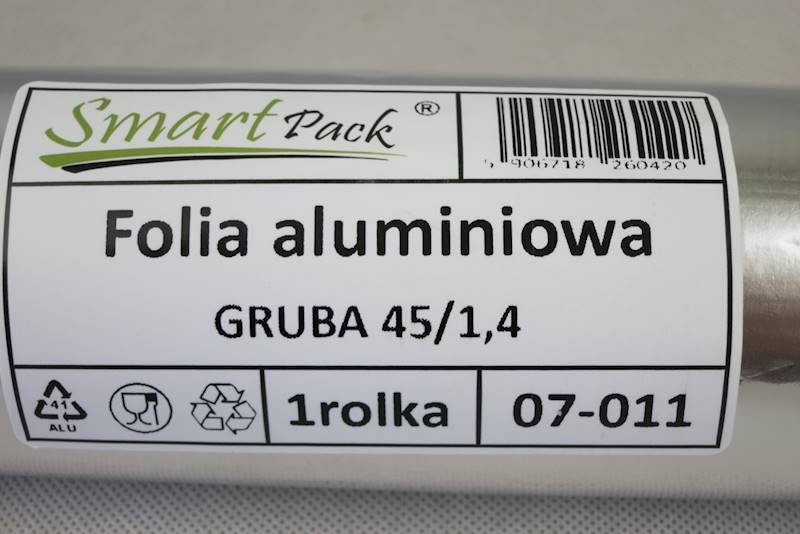 Smart Pack ®
5 906718 260420
Folia aluminiowa
GRUBA 45/1,4
41
ALU
1rolka
07-011